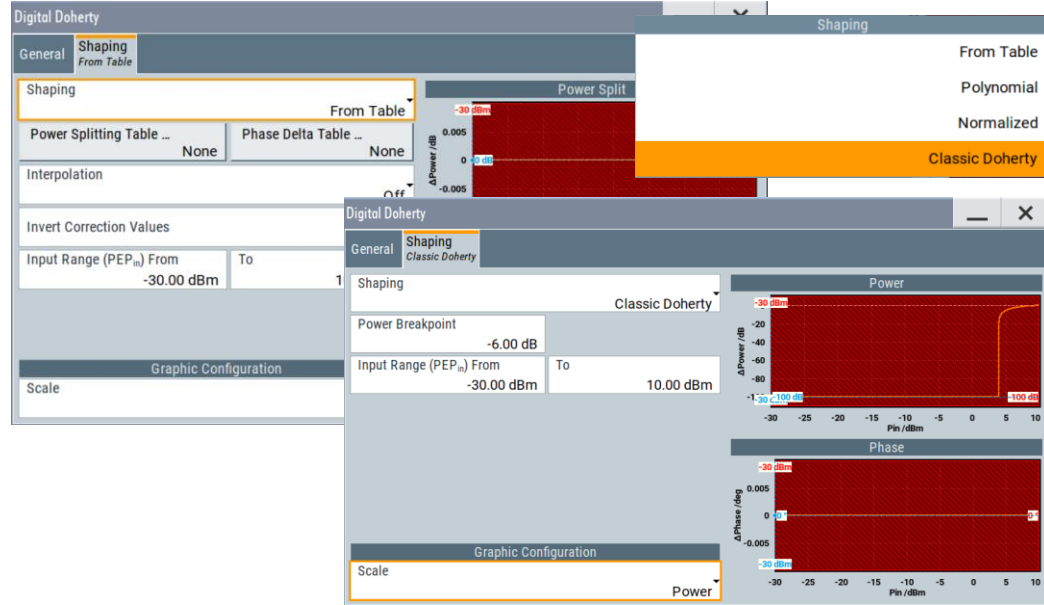 Digital Doherty
General
Shaping
From Table
Shaping
From Table
Power Splitting Table ...
None
Phase Delta Table ...
None
Interpolation
Off
Invert Correction Values
Input Range (PEPin) From
-30.00 dBm
To
1
Graphic Configuration
Scale
Power Split
-30 dBm
ΔPower /dB
0.005
0
0 dB
-0.005
Shaping
From Table
Polynomial
Normalized
Classic Doherty
Digital Doherty
General
Shaping
Classic Doherty
Shaping
Classic Doherty
Power Breakpoint
-6.00 dB
Input Range (PEPin) From
-30.00 dBm
To
10.00 dBm
Graphic Configuration
Scale
Power
Power
-30 dBm
ΔPower /dB
-20
-40
-60
-80
-100 dB
-100 dB
-30 -25 -20 -15 -10 -5 0 5 10
Pin /dBm
Phase
-30 dBm
ΔPhase /deg
0.005
0
0 °
0 °
-0.005
-30 dBm
-30 -25 -20 -15 -10 -5 0 5 10
Pin /dBm